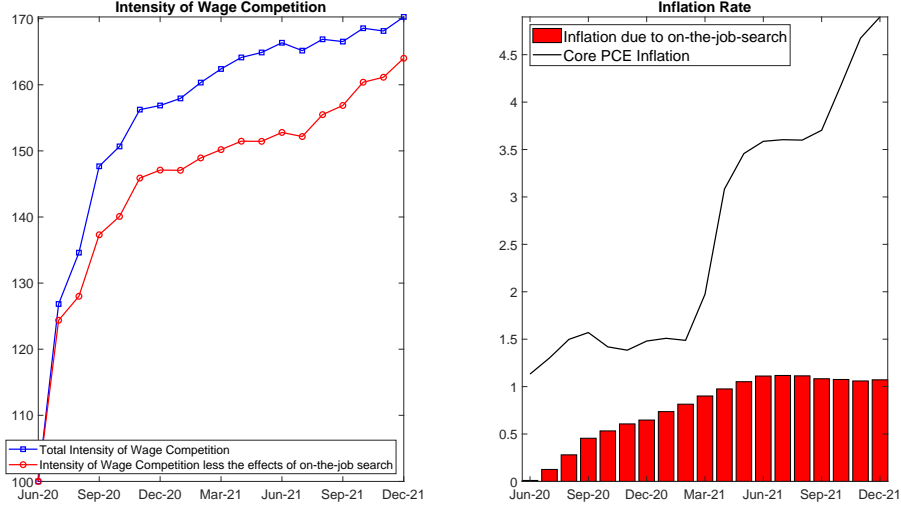 Intensity of Wage Competition
170
160
150
140
130
120
110
100
Total Intensity of Wage Competition
Intensity of Wage Competition less the effects of on-the-job search
Jun-20 Sep-20 Dec-20 Mar-21 Jun-21 Sep-21 Dec-21
Inflation Rate
Inflation due to on-the-job-search
Core PCE Inflation
4.5
4
3.5
3
2.5
2
1.5
1
0.5
0
Jun-20 Sep-20 Dec-20 Mar-21 Jun-21 Sep-21 Dec-21